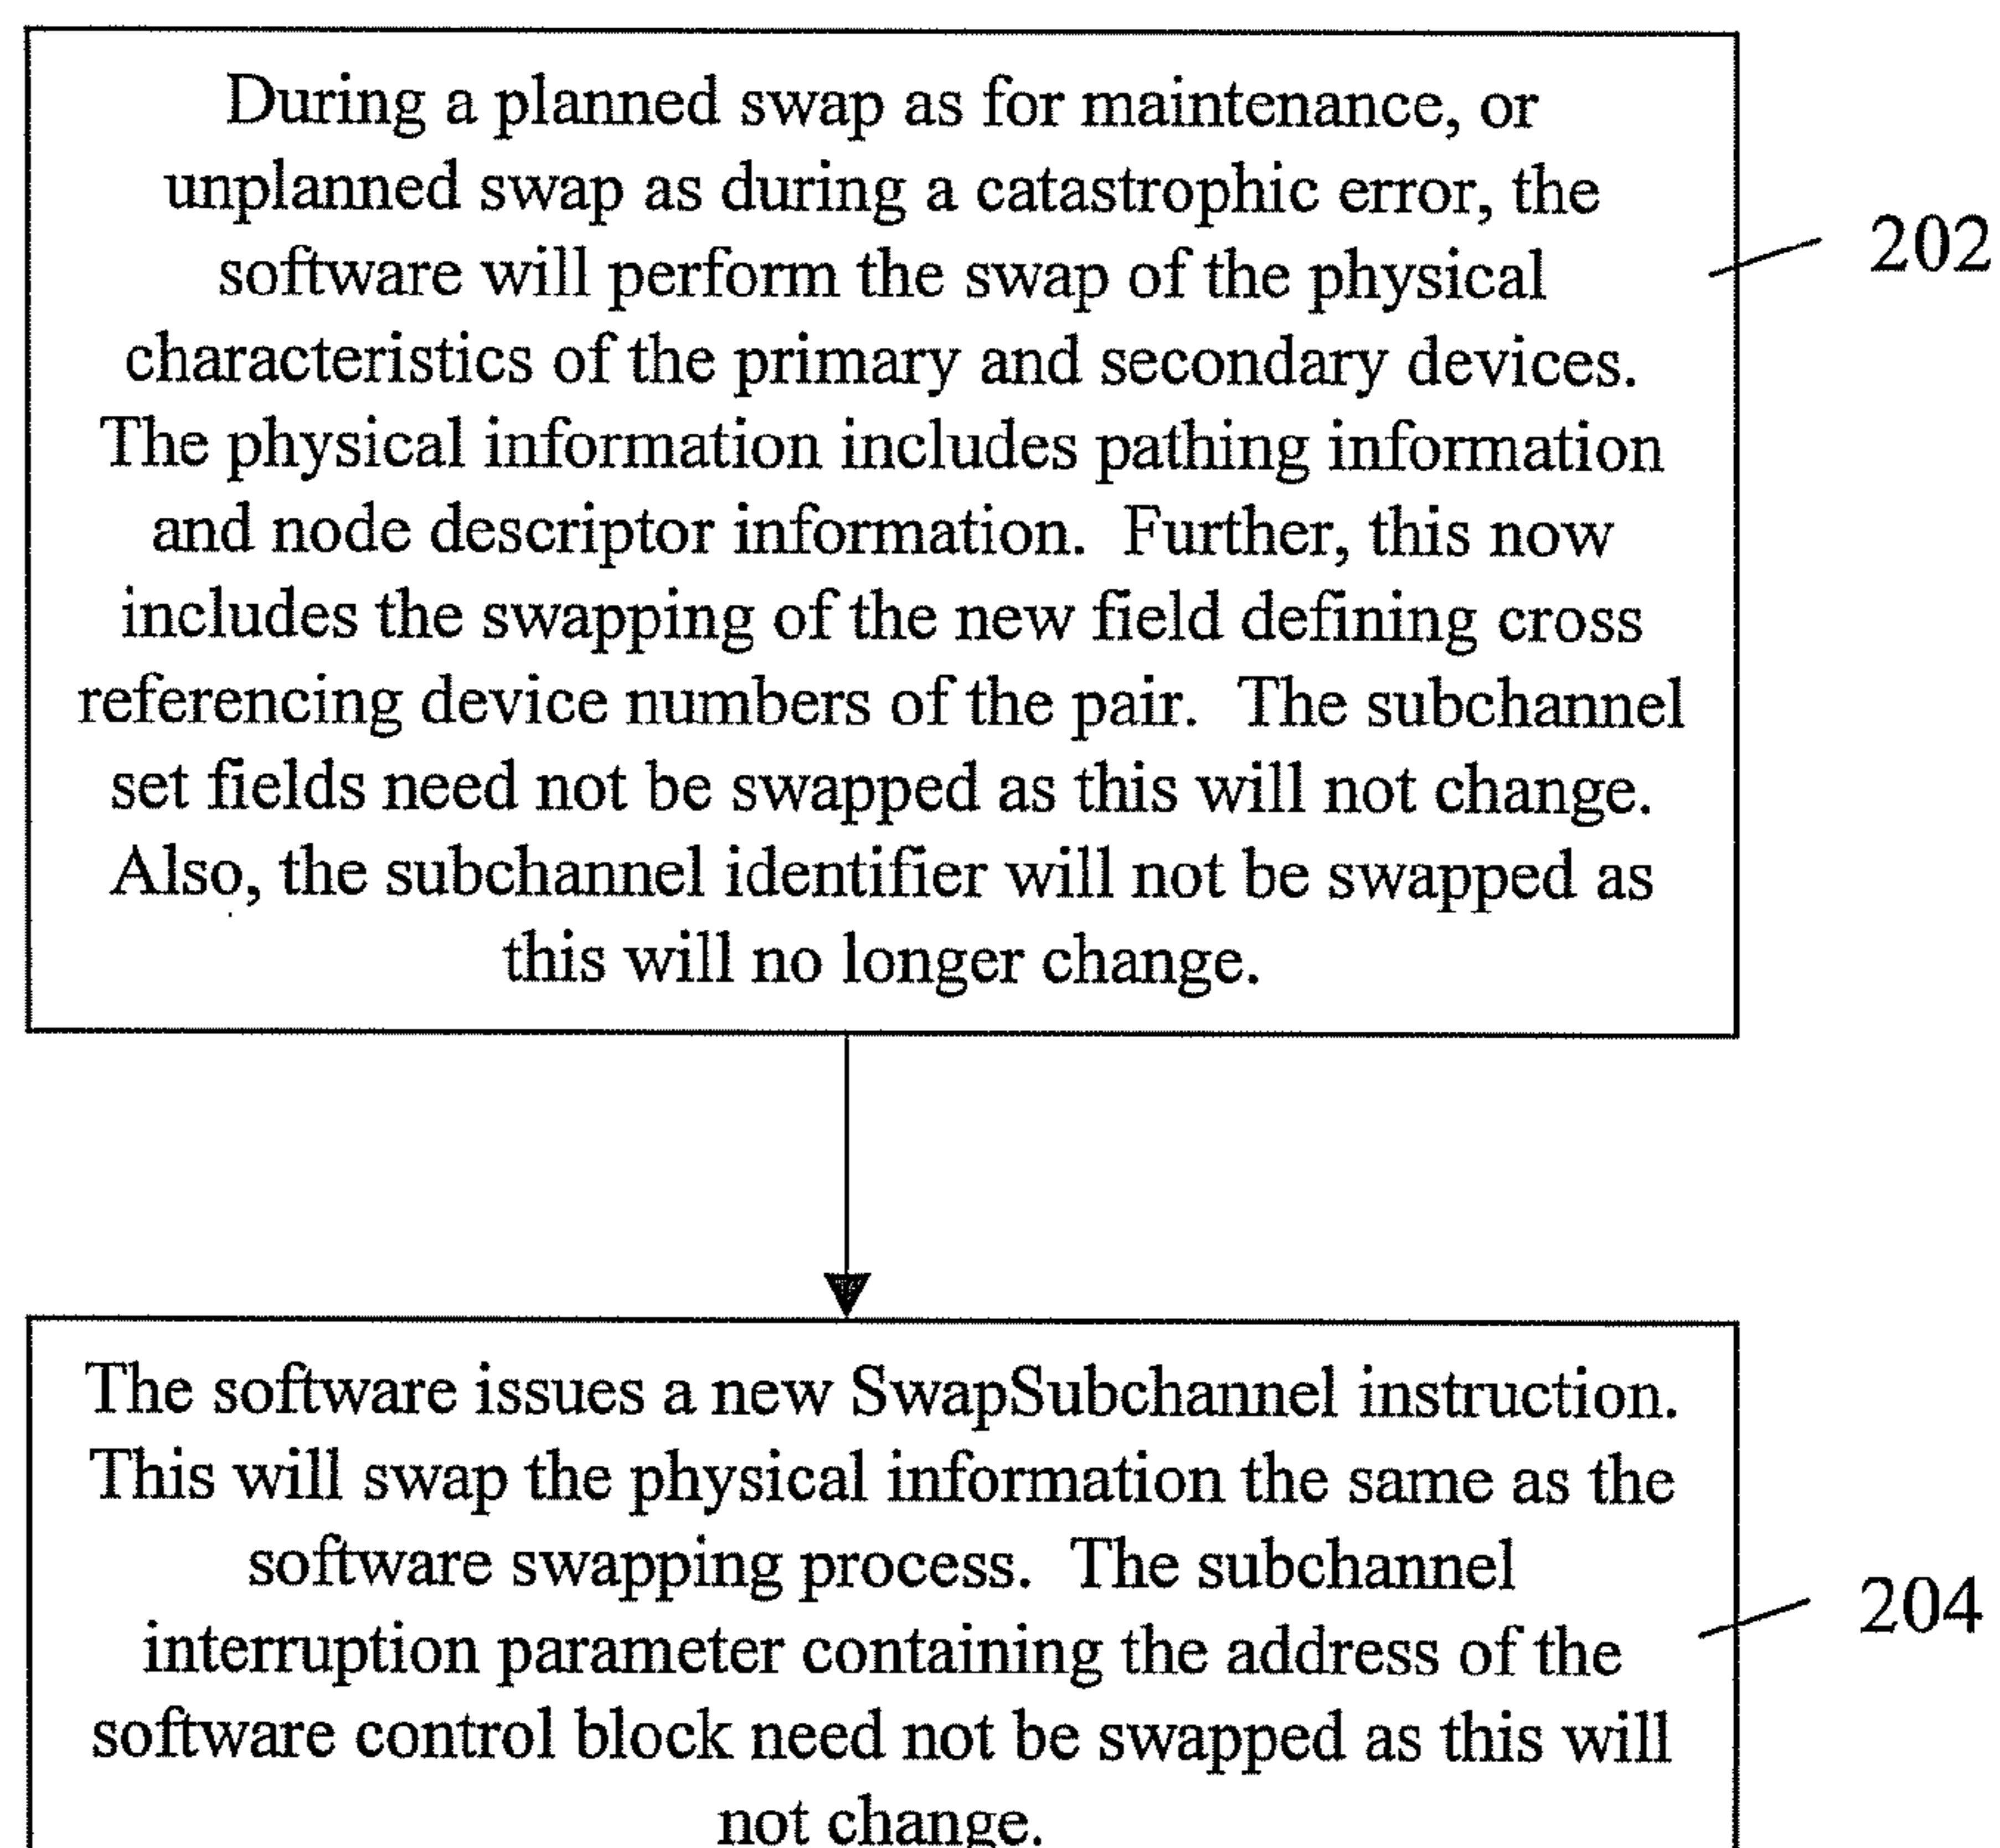 During a planned swap as for maintenance, or
unplanned swap as during a catastrophic error, the
software will perform the swap of the physical
characteristics of the primary and secondary devices.
The physical information includes pathing information
and node descriptor information. Further, this now
includes the swapping of the new field defining cross
referencing device numbers of the pair. The subchannel
set fields need not be swapped as this will not change.
Also, the subchannel identifier will not be swapped as
this will no longer change.
202
The software issues a new SwapSubchannel instruction.
This will swap the physical information the same as the
software swapping process. The subchannel
interruption parameter containing the address of the
software control block need not be swapped as this will
not change.
204